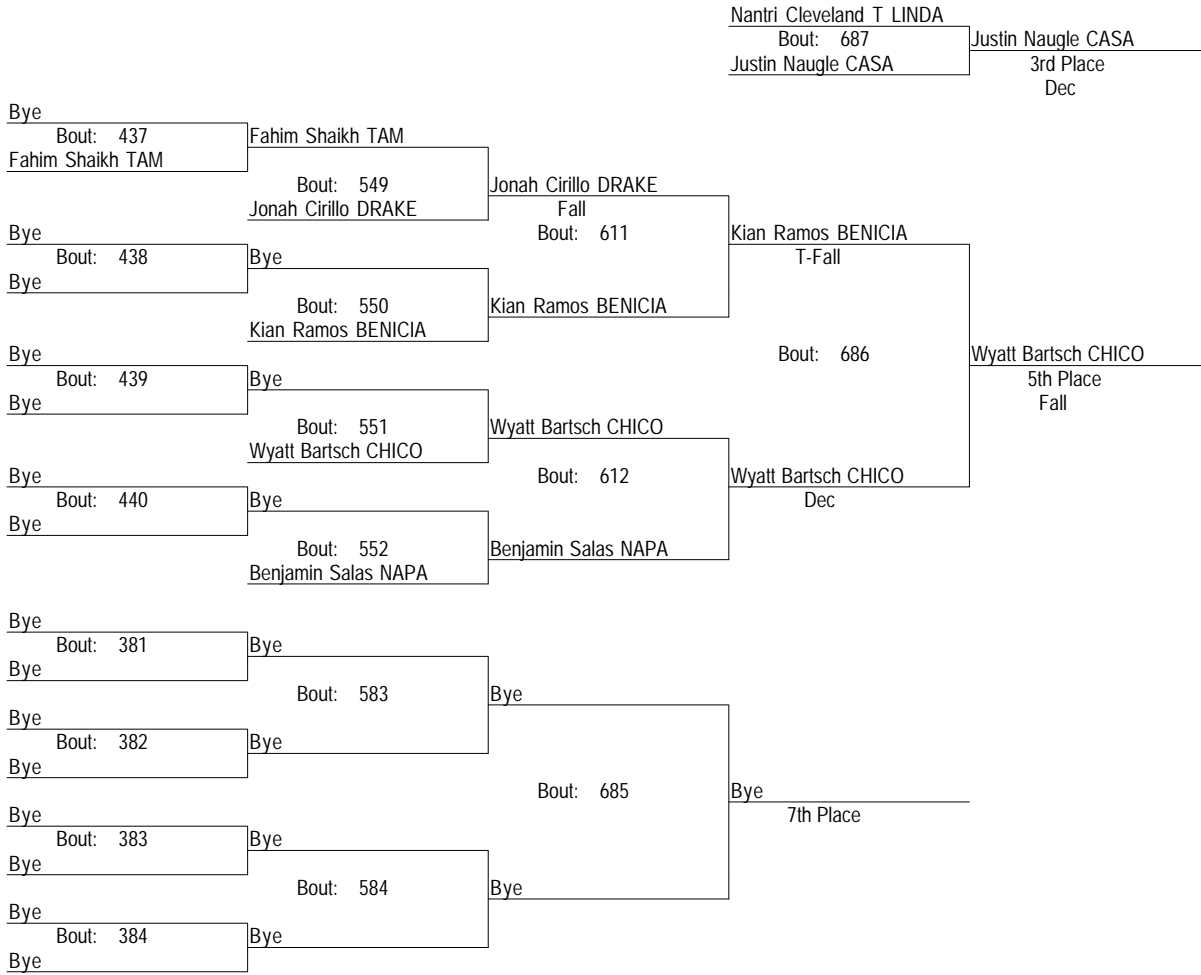 Nantri Cleveland T LINDA
Bout: 687
Justin Naugle CASA
Justin Naugle CASA
3rd Place
Dec
Bye
Bout: 437
Fahim Shaikh TAM
Fahim Shaikh TAM
Bout: 549
Jonah Cirillo DRAKE
Jonah Cirillo DRAKE
Fall
Bout: 611
Bye
Bout: 438
Bye
Bye
Bout: 550
Kian Ramos BENICIA
Kian Ramos BENICIA
Kian Ramos BENICIA
T-Fall
Bout: 686
Bye
Bout: 439
Bye
Bye
Bout: 551
Wyatt Bartsch CHICO
Wyatt Bartsch CHICO
Bout: 612
Bye
Bout: 440
Bye
Bye
Bout: 552
Benjamin Salas NAPA
Benjamin Salas NAPA
Wyatt Bartsch CHICO
Dec
Wyatt Bartsch CHICO
5th Place
Fall
Bye
Bout: 381
Bye
Bye
Bout: 583
Bye
Bout: 382
Bye
Bye
Bye
Bout: 685
Bye
Bout: 383
Bye
Bye
Bout: 584
Bye
Bout: 384
Bye
Bye
Bye
Bye
7th Place